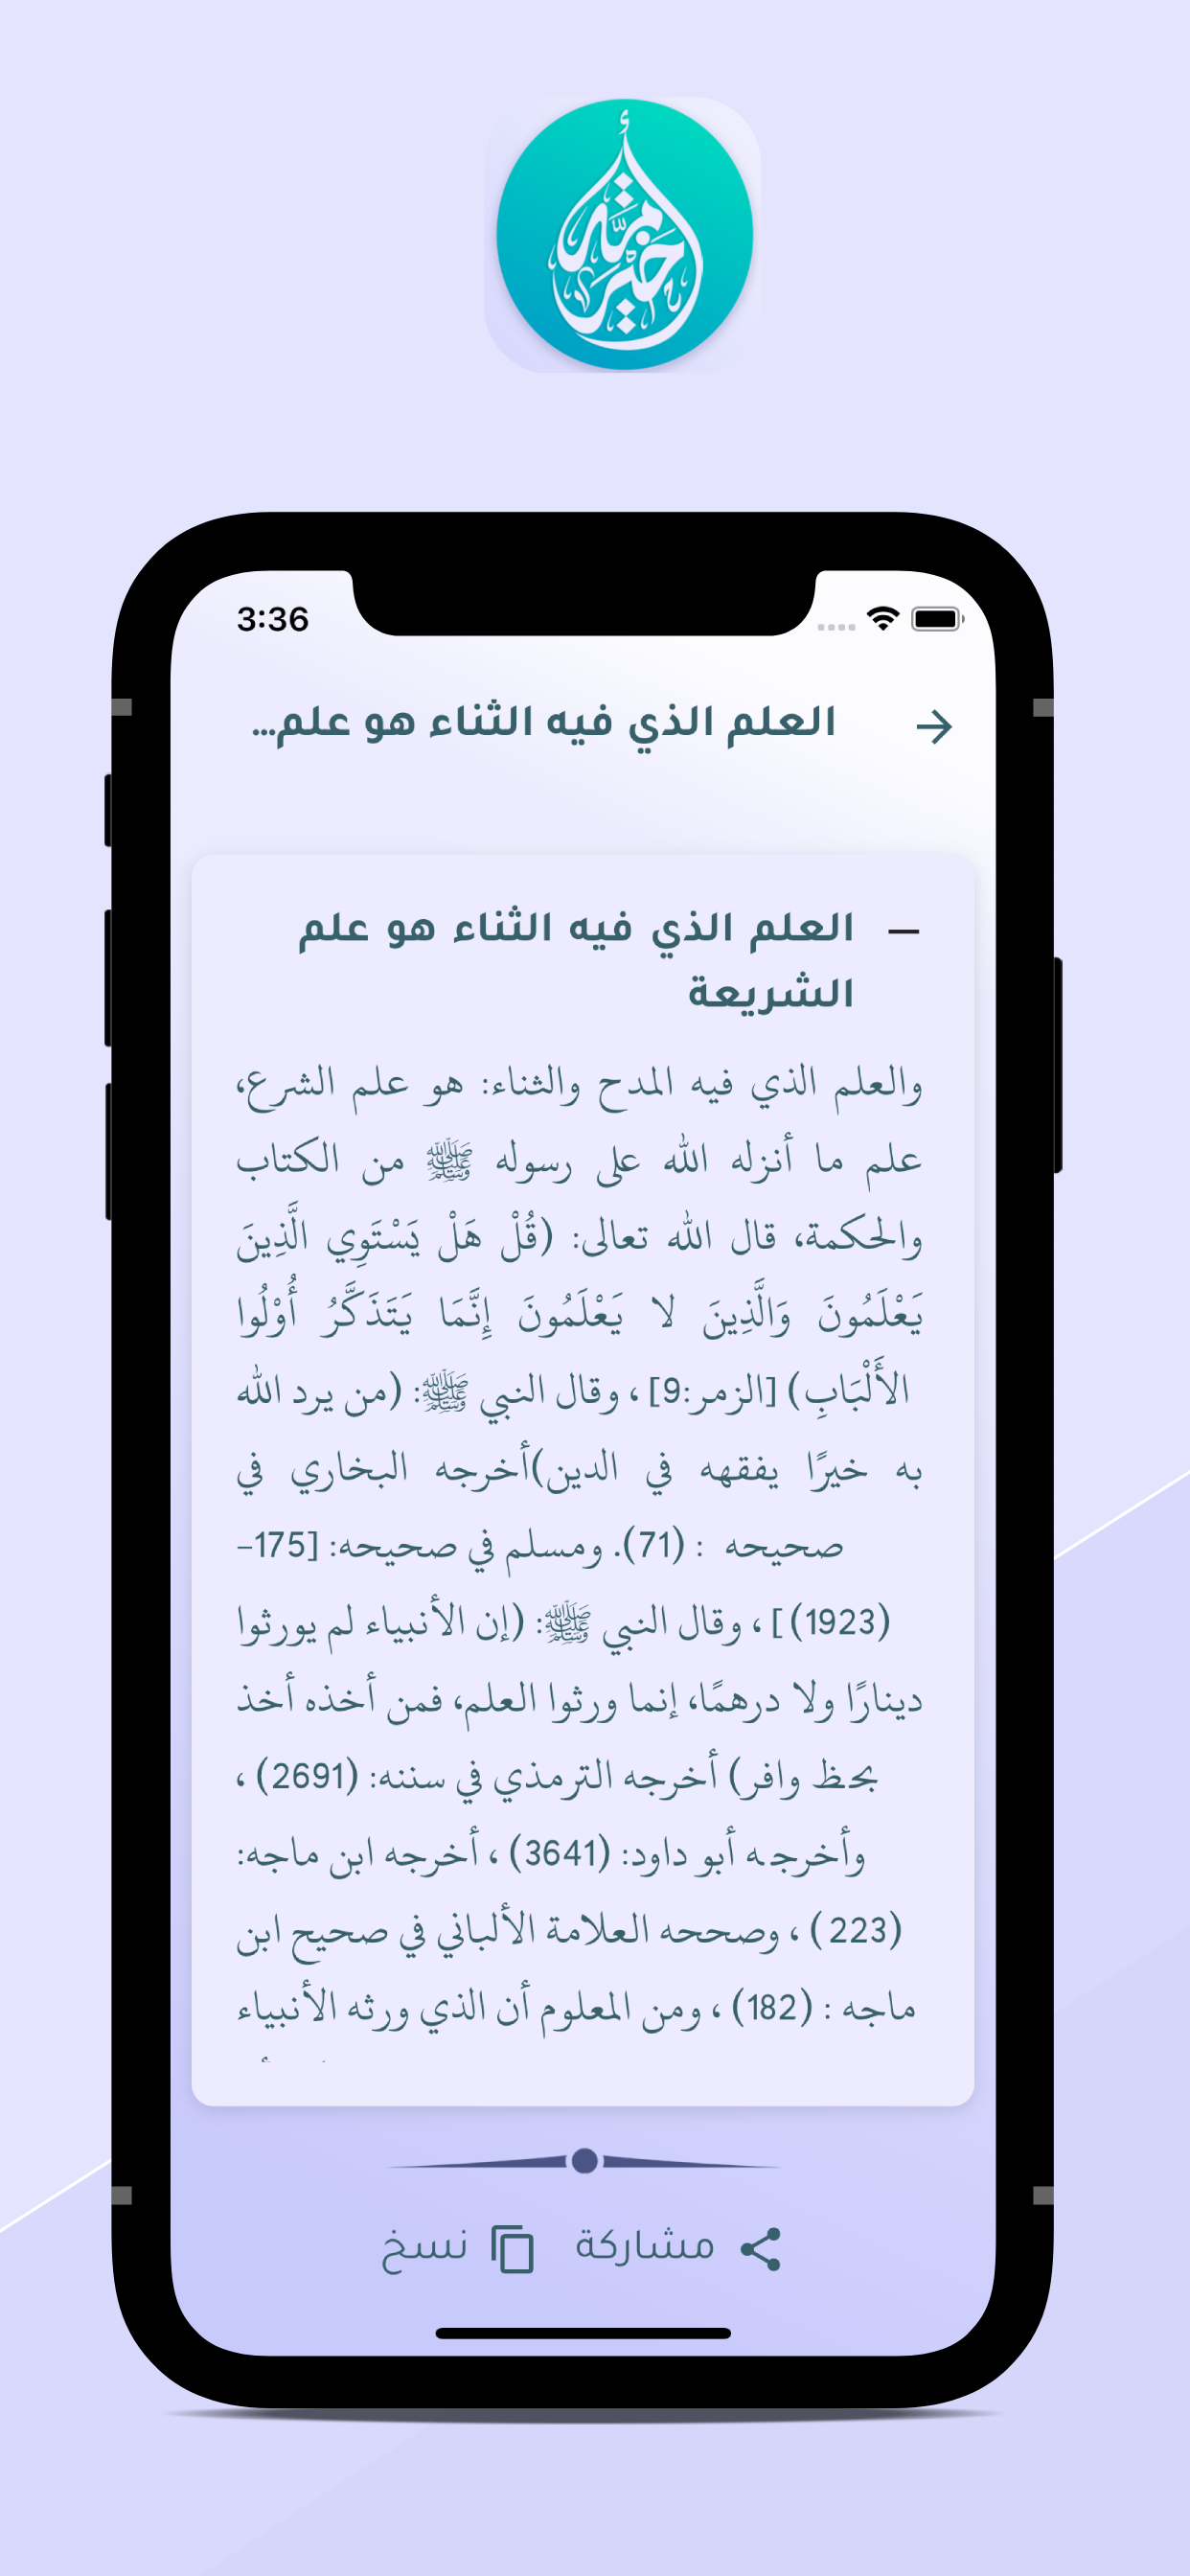 خير أمة
3:36
العلم الذي فيه الثناء هو علم...
العلم الذي فيه الثناء هو علم
الشريعة
والعلم الذي فيه المدح والثناء: هو علم الشرع،
علم ما أنزله الله على رسوله ﷺ من الكتاب
والحكمة، قال الله تعالى: (قُلْ هَلْ يَسْتَوِي الَّذِينَ
يَعْلَمُونَ وَالَّذِينَ لا يَعْلَمُونَ إِنَّمَا يَتَذَكَّرُ أُوْلُوا
الأَلْبَابِ) [الزمر:9] ، وقال النبي ﷺ: (من يرد الله
به خيرًا يفقهه في الدين)أخرجه البخاري في
صحيحه : (71). ومسلم في صحيحه: [175-
(1923) ] ، وقال النبي ﷺ: (إن الأنبياء لم يورثوا
دينارًا ولا درهمًا، إنما ورثوا العلم، فمن أخذه أخذ
بحظ وافر) أخرجه الترمذي في سننه: (2691) ،
وأخرجه أبو داود: (3641) ، أخرجه ابن ماجه:
(223 ) ، وصححه العلامة الألباني في صحيح ابن
ماجه : (182) ، ومن المعلوم أن الذي ورثه الأنبياء
مشاركة نسخ